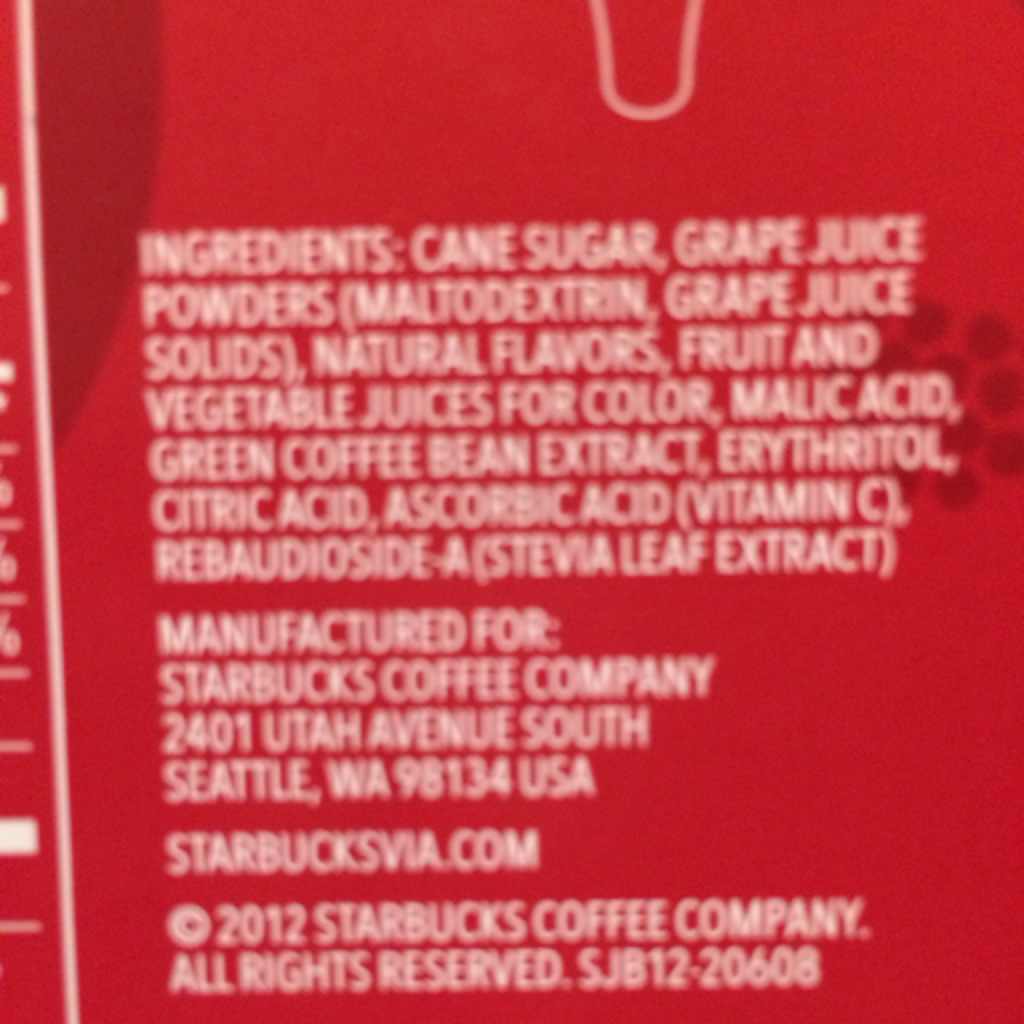 INGREDIENTS: CANE SUGAR, GRAPE JUICE
POWDERS (MALTODEXTRIN, GRAPE JUICE
SOLIDS), NATURAL FLAVORS, FRUIT AND
VEGETABLE JUICES FOR COLOR, MALIC ACID,
GREEN COFFEE BEAN EXTRACT, ERYTHRITOL,
CITRIC ACID, ASCORBIC ACID (VITAMIN C),
REBAUDIOSIDE-A (STEVIA LEAF EXTRACT)
MANUFACTURED FOR:
STARBUCKS COFFEE COMPANY
2401 UTAH AVENUE SOUTH
SEATTLE, WA 98134 USA
STARBUCKSVIA.COM
© 2012 STARBUCKS COFFEE COMPANY.
ALL RIGHTS RESERVED. SJB12-20608